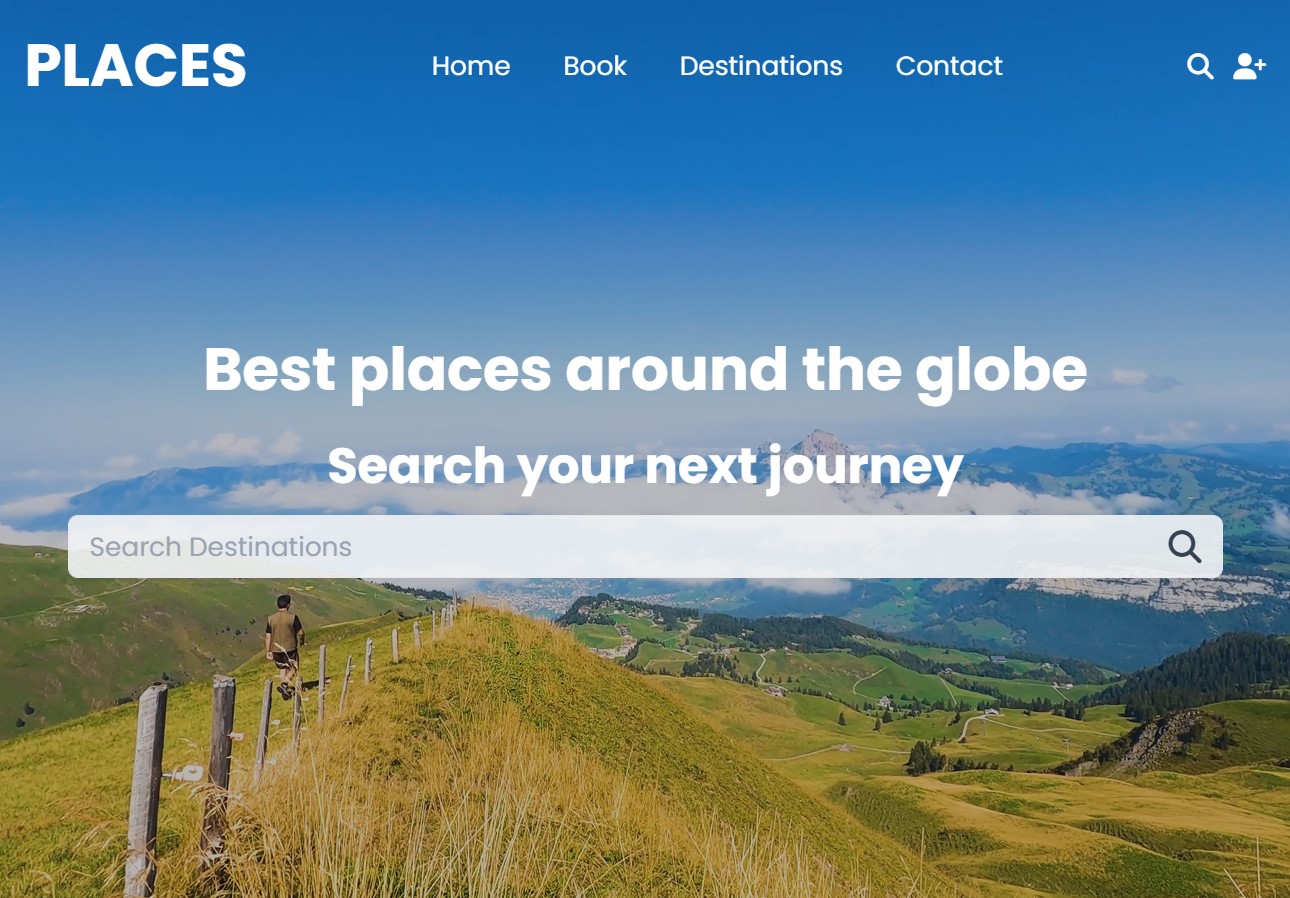 PLACES
Home Book Destinations Contact
Best places around the globe
Search your next journey
Search Destinations